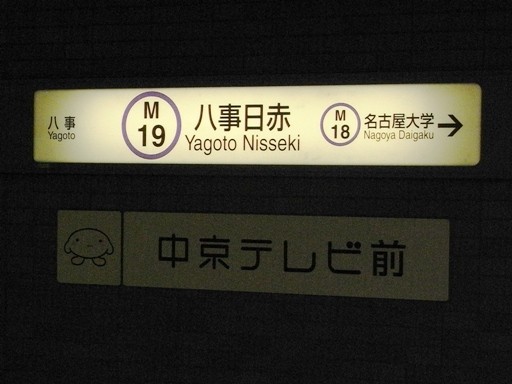 八事
Yagoto
M
19
八事日赤
Yagoto Nisseki
M
18
名古屋大学
Nagoya Daigaku
中京テレビ前